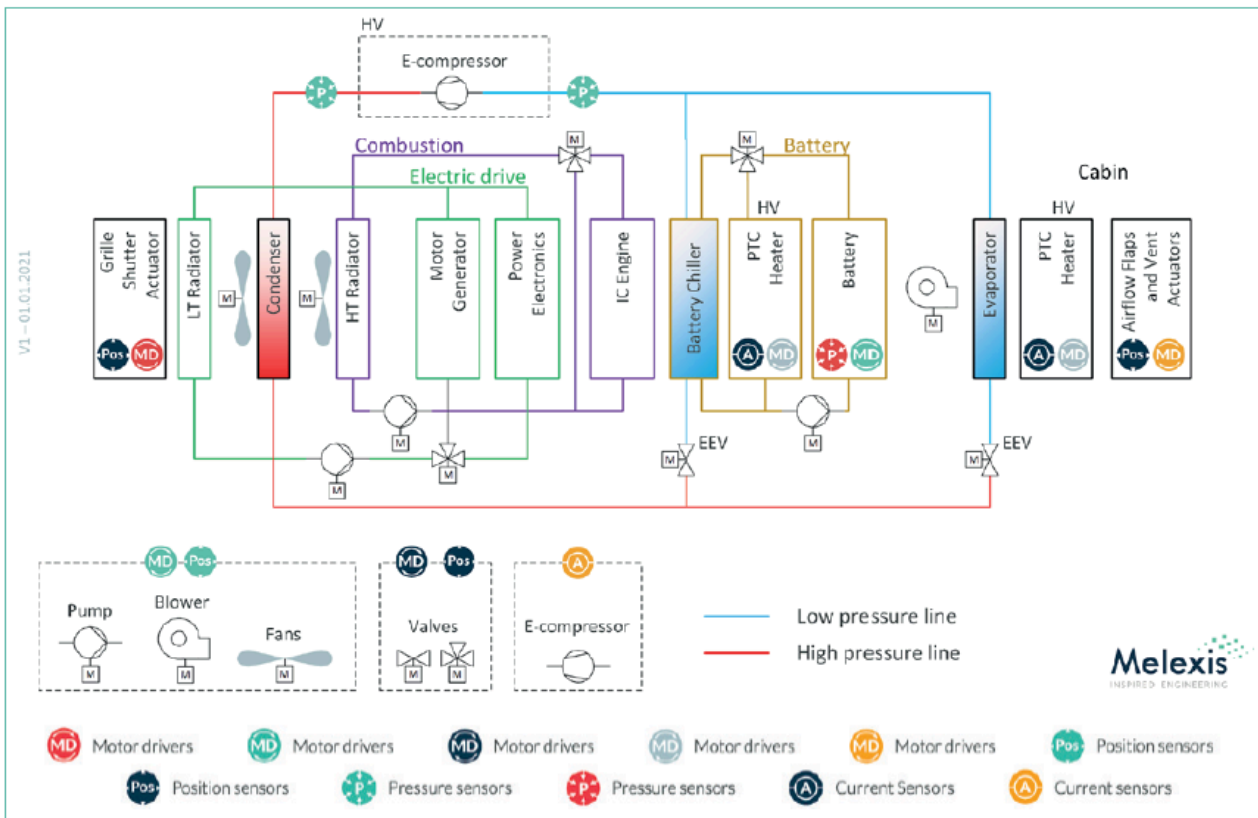 HV
E-compressor
P
P
Combustion
M
M
Battery
Electric drive
Cabin
HV
HV
Grille
Shutter
Actuator
LT Radiator
M
Condenser
M
HT Radiator
Motor
Generator
Power
Electronics
IC Engine
Battery Chiller
PTC
Heater
Battery
M
Evaporator
PTC
Heater
Airflow Flaps
and Vent
Actuators
Pos
MD
A
MD
P
MD
A
MD
Pos
MD
V1 – 01.01.2021
M
M
M
M
M
EEV
M
EEV
MD
Pos
MD
Pos
A
Pump
Blower
Fans
Valves
E-compressor
M
M
M
M
M
Low pressure line
High pressure line
Melexis
INSPIRED ENGINEERING
MD Motor drivers
MD Motor drivers
MD Motor drivers
MD Motor drivers
MD Motor drivers
Pos Position sensors
Pos Position sensors
P Pressure sensors
P Pressure sensors
A Current Sensors
A Current sensors